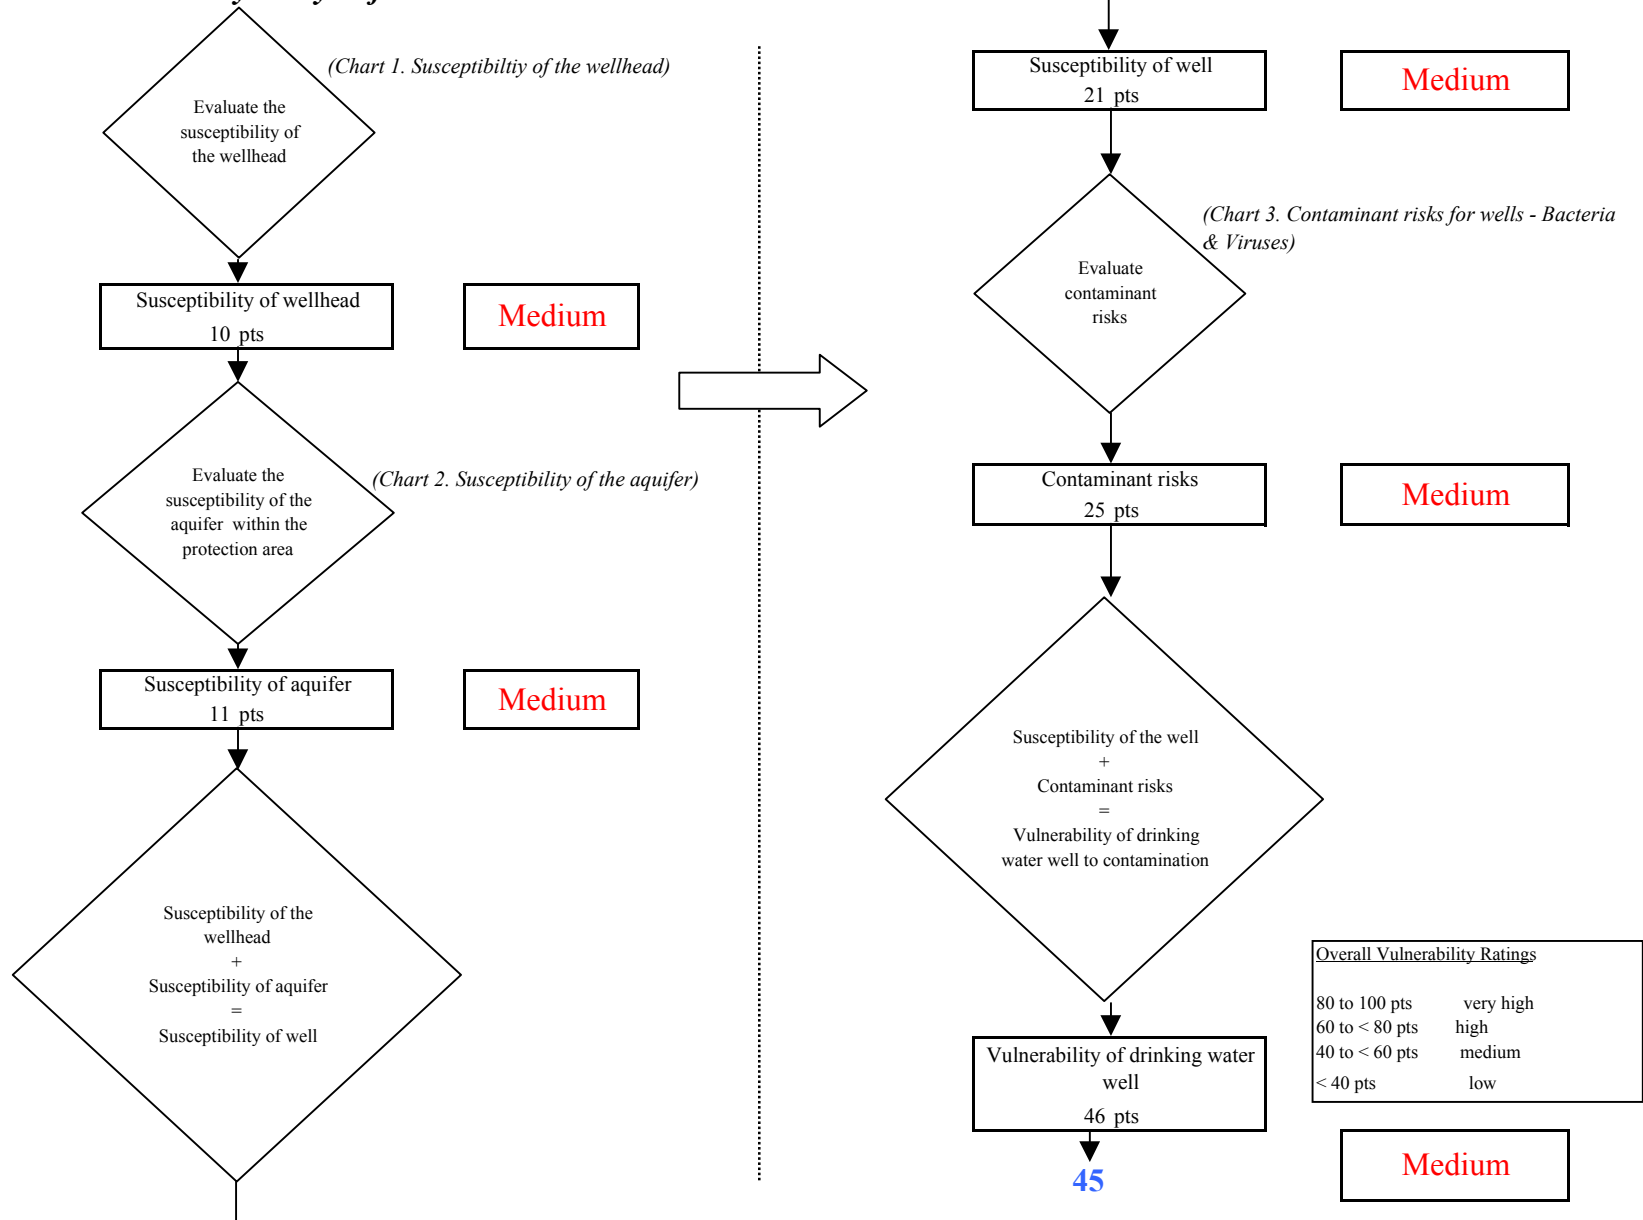 (Chart 1. Susceptibiltiy of the wellhead)
Evaluate the
susceptibility of
the wellhead
Susceptibility of wellhead
10 pts
Medium
(Chart 2. Susceptibility of the aquifer)
Evaluate the
susceptibility of the
aquifer within the
protection area
Susceptibility of aquifer
11 pts
Medium
Susceptibility of the
wellhead
+
Susceptibility of aquifer
=
Susceptibility of well
Susceptibility of well
21 pts
Medium
(Chart 3. Contaminant risks for wells - Bacteria
& Viruses)
Evaluate
contaminant
risks
Contaminant risks
25 pts
Medium
Susceptibility of the well
+
Contaminant risks
=
Vulnerability of drinking
water well to contamination
Overall Vulnerability Ratings
80 to 100 pts very high
60 to < 80 pts high
40 to < 60 pts medium
< 40 pts low
Vulnerability of drinking water
well
46 pts
45
Medium